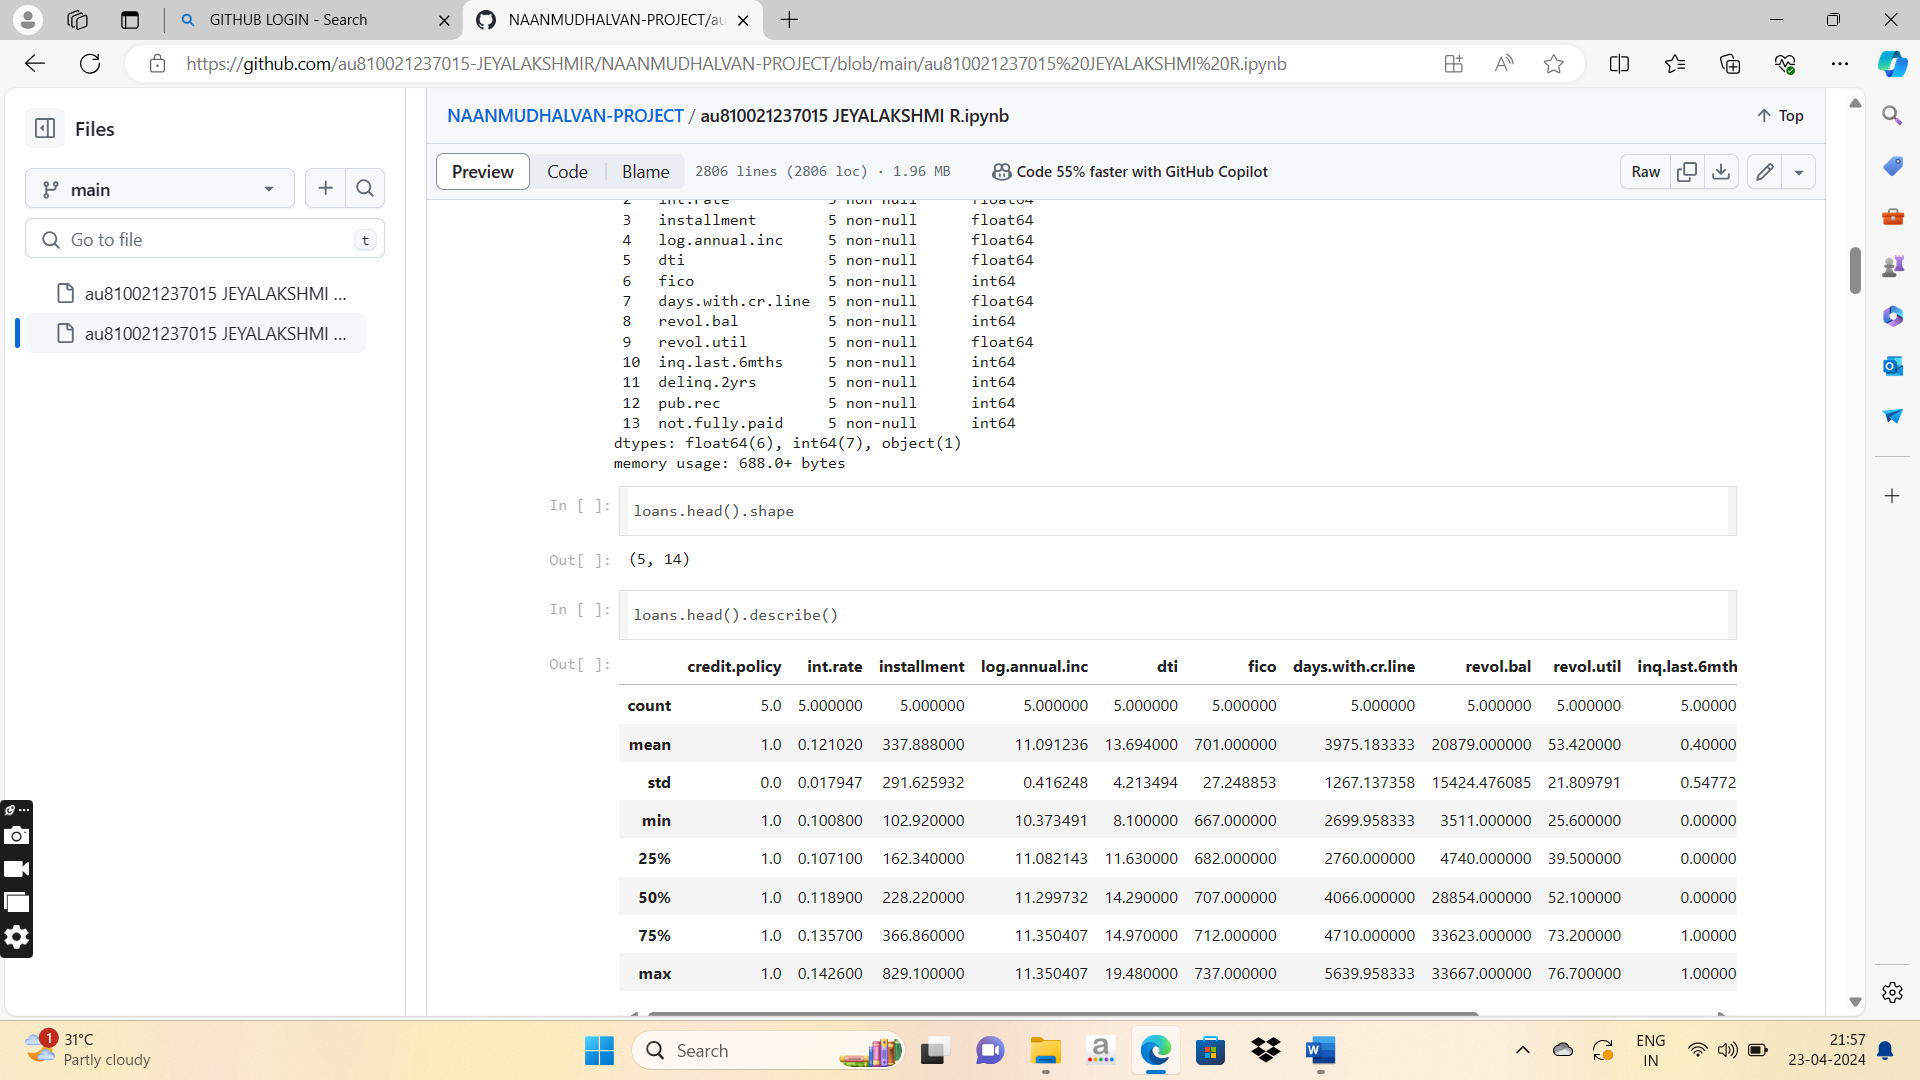 GITHUB LOGIN - Search
NAANMUDHALVAN-PROJECT/au
https://github.com/au810021237015-JEYALAKSHMIR/NAANMUDHALVAN-PROJECT/blob/main/au810021237015%20JEYALAKSHMI%20R.ipynb
Files
main
Go to file
t
au810021237015 JEYALAKSHMI ...
au810021237015 JEYALAKSHMI ...
NAANMUDHALVAN-PROJECT / au810021237015 JEYALAKSHMI R.ipynb
Top
Preview Code Blame 2806 lines (2806 loc) · 1.96 MB Code 55% faster with GitHub Copilot Raw
2 int.rate 5 non-null float64
3 installment 5 non-null float64
4 log.annual.inc 5 non-null float64
5 dti 5 non-null float64
6 fico 5 non-null int64
7 days.with.cr.line 5 non-null float64
8 revol.bal 5 non-null int64
9 revol.util 5 non-null float64
10 inq.last.6mths 5 non-null int64
11 delinq.2yrs 5 non-null int64
12 pub.rec 5 non-null int64
13 not.fully.paid 5 non-null int64
dtypes: float64(6), int64(7), object(1)
memory usage: 688.0+ bytes
In [ ]: loans.head().shape
Out[ ]: (5, 14)
In [ ]: loans.head().describe()
Out[ ]:
credit.policy int.rate installment log.annual.inc dti fico days.with.cr.line revol.bal revol.util inq.last.6mth
count 5.0 5.000000 5.000000 5.000000 5.000000 5.000000 5.000000 5.000000 5.000000 5.00000
mean 1.0 0.121020 337.888000 11.091236 13.694000 701.000000 3975.183333 20879.000000 53.420000 0.40000
std 0.0 0.017947 291.625932 0.416248 4.213494 27.248853 1267.137358 15424.476085 21.809791 0.54772
min 1.0 0.100800 102.920000 10.373491 8.100000 667.000000 2699.958333 3511.000000 25.600000 0.00000
25% 1.0 0.107100 162.340000 11.082143 11.630000 682.000000 2760.000000 4740.000000 39.500000 0.00000
50% 1.0 0.118900 228.220000 11.299732 14.290000 707.000000 4066.000000 28854.000000 52.100000 0.00000
75% 1.0 0.135700 366.860000 11.350407 14.970000 712.000000 4710.000000 33623.000000 73.200000 1.00000
max 1.0 0.142600 829.100000 11.350407 19.480000 737.000000 5639.958333 33667.000000 76.700000 1.00000
1
31°C
Partly cloudy
Search
ENG
IN
21:57
23-04-2024